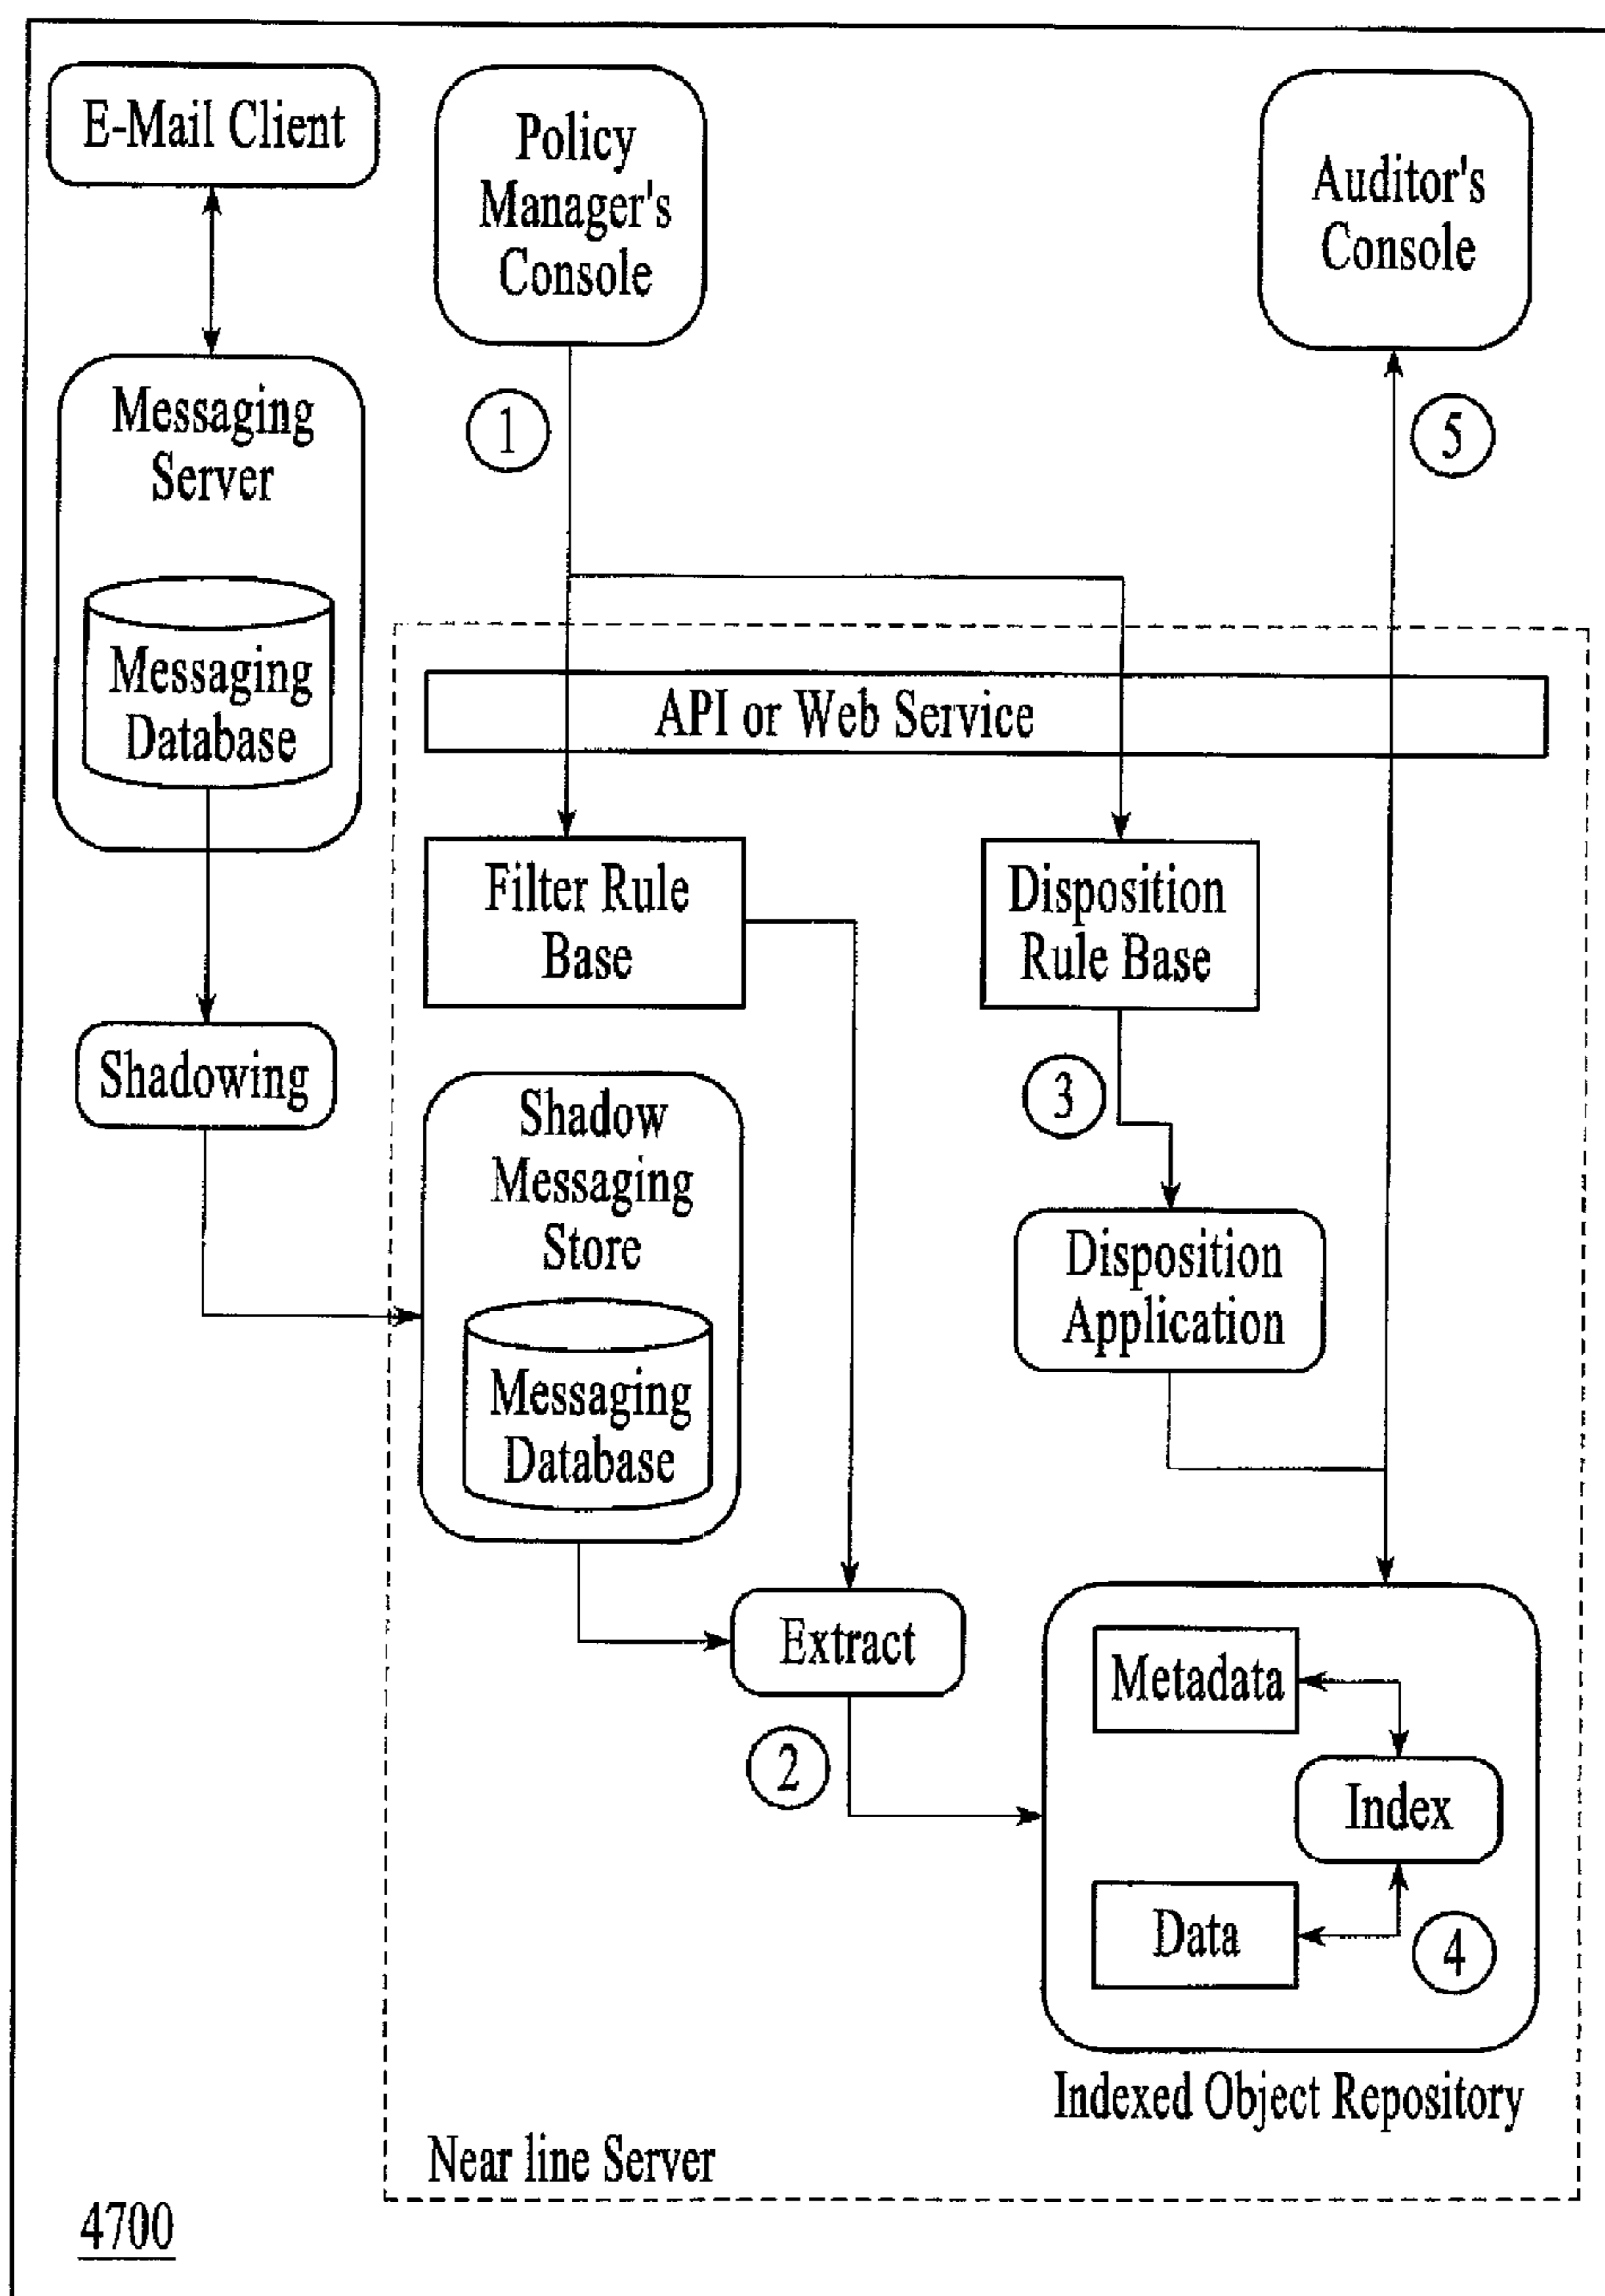 E-Mail Client
Policy
Manager's
Console
Auditor's
Console
Messaging
Server
1
5
Messaging
Database
API or Web Service
Filter Rule
Base
Disposition
Rule Base
Shadowing
3
Shadow
Messaging
Store
Disposition
Application
Messaging
Database
Extract
Metadata
2
Index
Data
4
Indexed Object Repository
Near line Server
4700